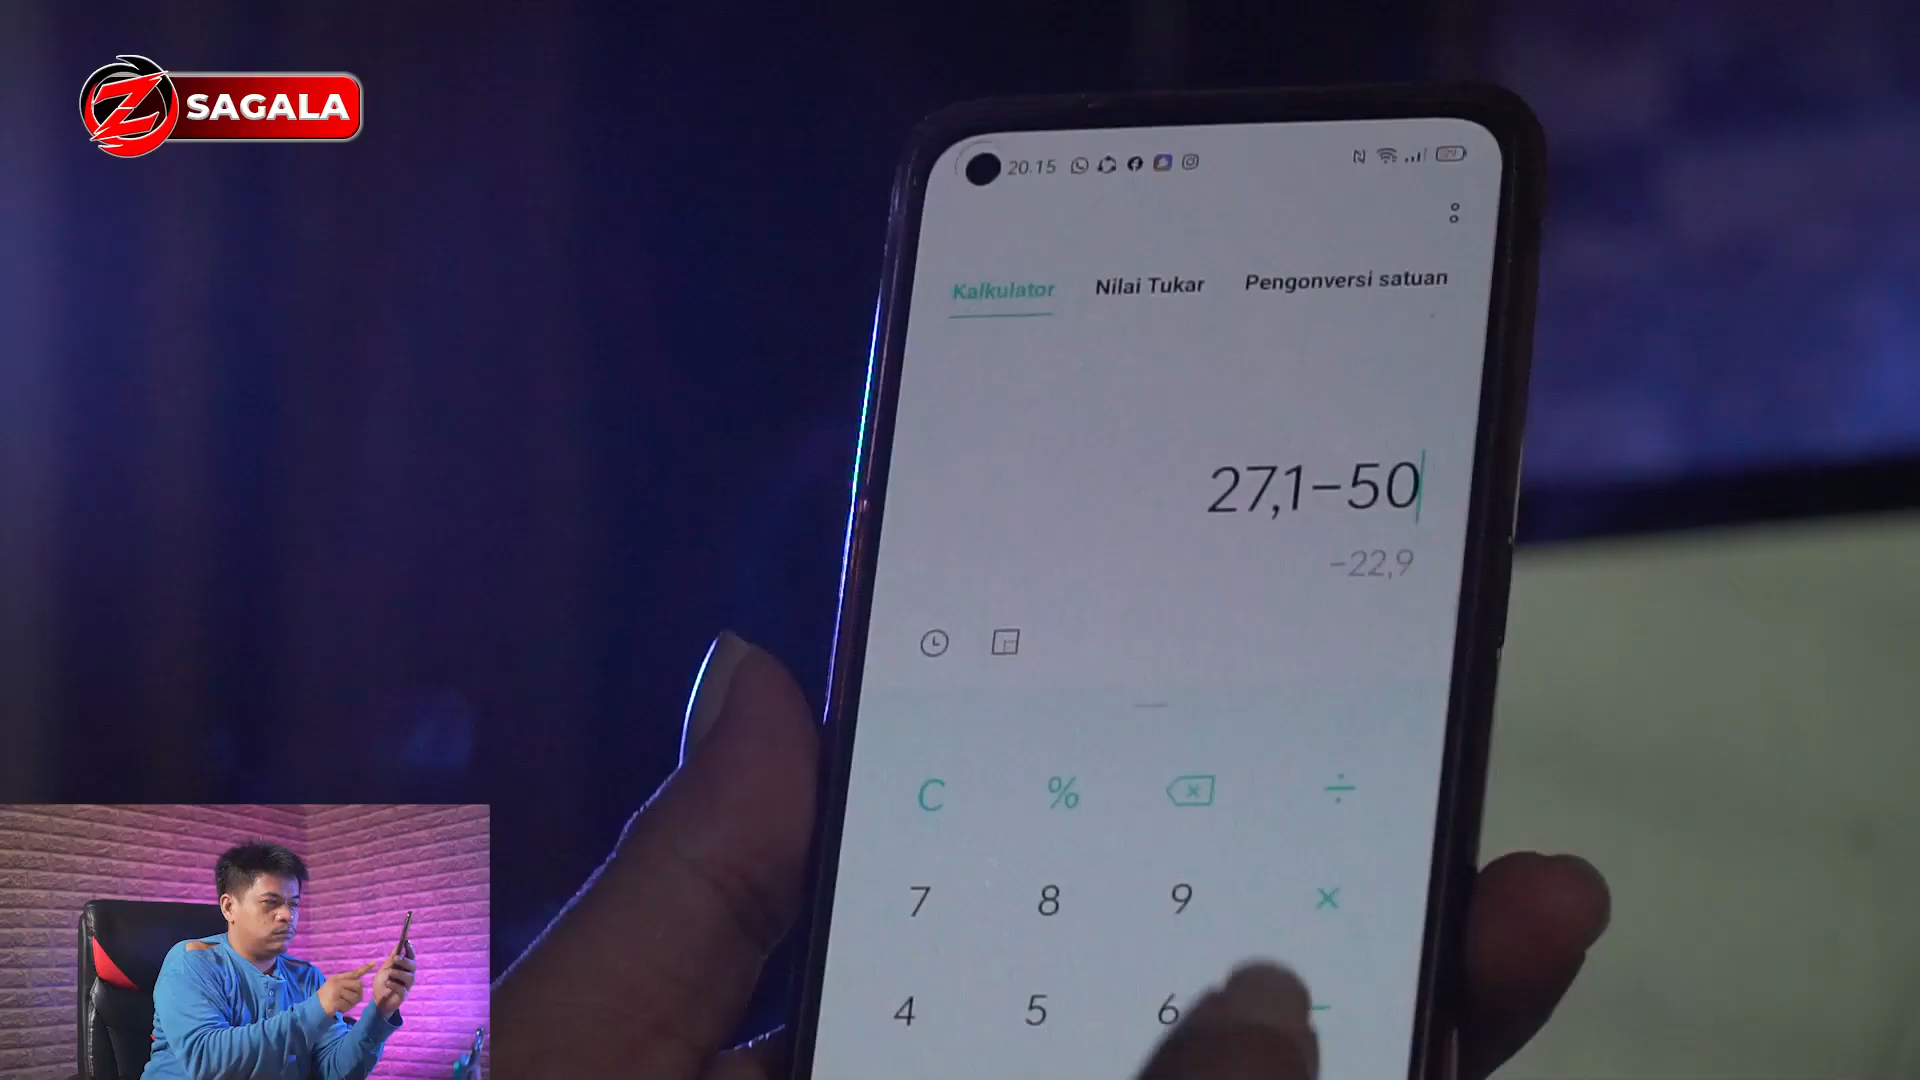 Z SAGALA
20.15
Kalkulator Nilai Tukar Pengonversi satuan
27,1−50
−22,9
C % ÷
7 8 9 ×
4 5 6 −